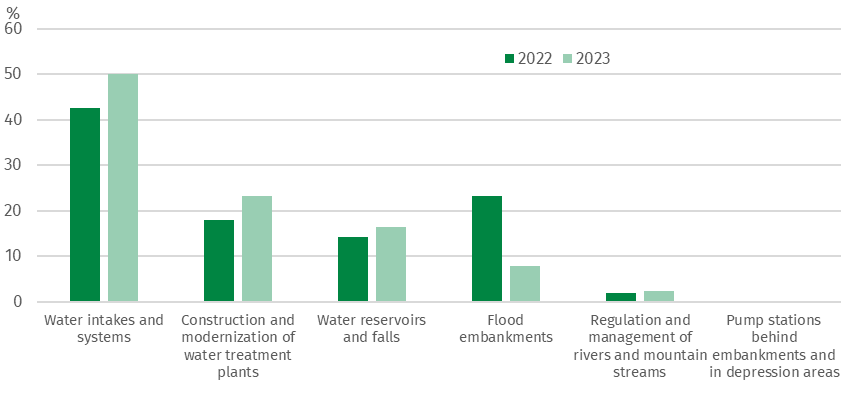 %
60
50
40
30
20
10
0
2022 2023
Water intakes and
systems
Construction and
modernization of
water treatment
plants
Water reservoirs
and falls
Flood
embankments
Regulation and
management of
rivers and mountain
streams
Pump stations
behind
embankments and
in depression areas